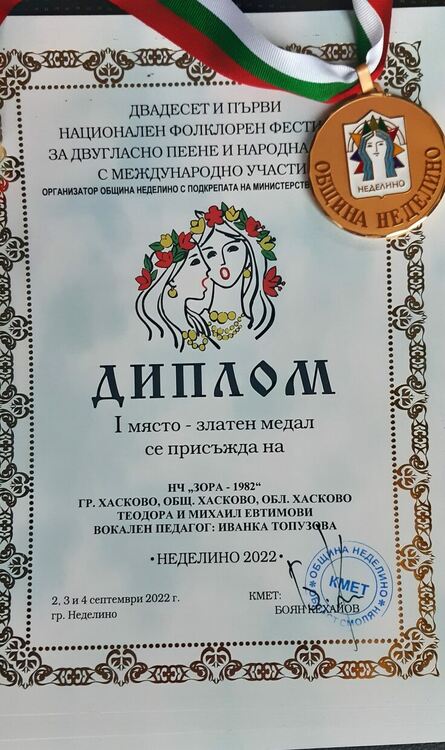 ДВАДЕСЕТ И ПЪРВИ
НАЦИОНАЛЕН ФОЛКЛОРЕН ФЕСТИ
ЗА ДВУГЛАСНО ПЕЕНЕ И НАРОДНА
С МЕЖДУНАРОДНО УЧАСТИ
ОРГАНИЗАТОР ОБЩИНА НЕДЕЛИНО С ПОДКРЕПАТА НА МИНИСТЕРСТВ
НЕДЕЛИНО
ОБЩИНА НЕДЕЛИНО
ДИПЛОМ
I място - златен медал
се присъжда на
НЧ „ЗОРА - 1982“
ГР. ХАСКОВО, ОБЩ. ХАСКОВО, ОБЛ. ХАСКОВО
ТЕОДОРА И МИХАИЛ ЕВТИМОВИ
ВОКАЛЕН ПЕДАГОГ: ИВАНКА ТОПУЗОВА
·НЕДЕЛИНО 2022·
2, 3 и 4 септември 2022 г.
гр. Неделино
КМЕТ:
БОЯН КЕХАЙОВ
ОБЩИНА НЕДЕЛИНО
КМЕТ
СМОЛЯН